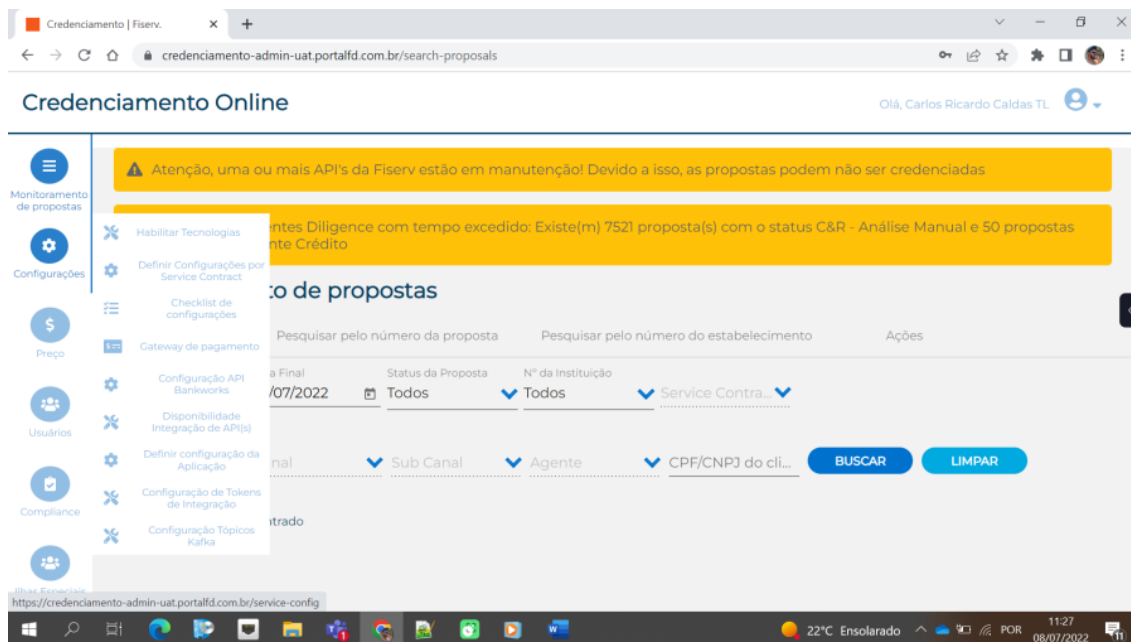 Credenciamento | Fiserv.
credenciamento-admin-uat.portalfd.com.br/search-proposals
Credenciamento Online
Olá, Carlos Ricardo Caldas TL
Monitoramento
de propostas
Configurações
Preço
Usuários
Compliance
Ilhas Especiais
Atenção, uma ou mais API's da Fiserv estão em manutenção! Devido a isso, as propostas podem não ser credenciadas
entes Diligence com tempo excedido: Existe(m) 7521 proposta(s) com o status C&R - Análise Manual e 50 propostas
nte Crédito
Habilitar Tecnologias
Definir Configurações por
Service Contract
Checklist de
configurações
Gateway de pagamento
Configuração API
Bankworks
Disponibilidade
Integração de API(s)
Definir configuração da
Aplicação
Configuração de Tokens
de Integração
Configuração Tópicos
Kafka
to de propostas
Pesquisar pelo número da proposta
Pesquisar pelo número do estabelecimento
Ações
a Final
/07/2022
Status da Proposta
Todos
Nº da Instituição
Todos
Service Contra...
nal
Sub Canal
Agente
CPF/CNPJ do cli...
BUSCAR
LIMPAR
ntrado
https://credenciamento-admin-uat.portalfd.com.br/service-config
22°C Ensolarado
POR
11:27
08/07/2022